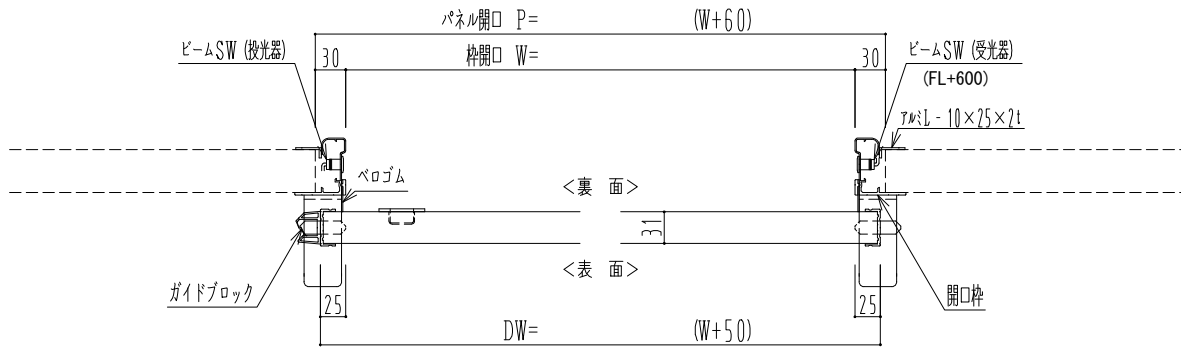 パネル開口 P= (W+60)
ビームSW (投光器)
30
枠開口 W=
30
ビームSW (受光器)
(FL+600)
アルミL - 10×25×2t
ベロゴム
<裏 面>
31
<表 面>
ガイドブロック
25
25
開口枠
DW= (W+50)